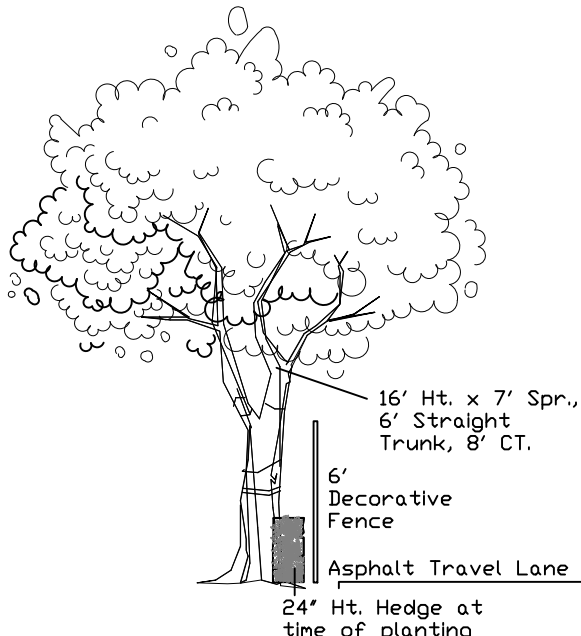 16' Ht. x 7' Spr.,
6' Straight
Trunk, 8' CT.
6'
Decorative
Fence
Asphalt Travel Lane
24" Ht. Hedge at
time of planting